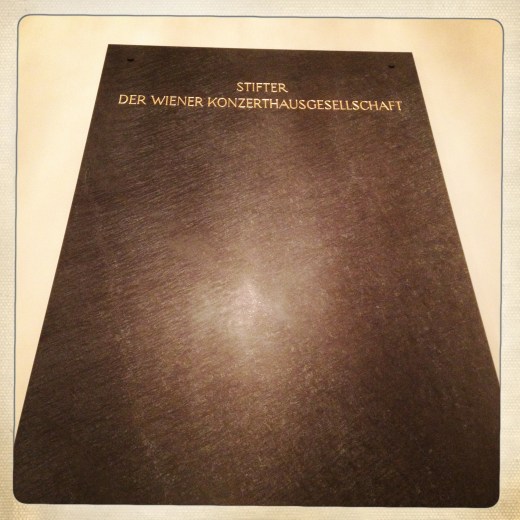 STIFTER
DER WIENER KONZERTHAUSGESELLSCHAFT